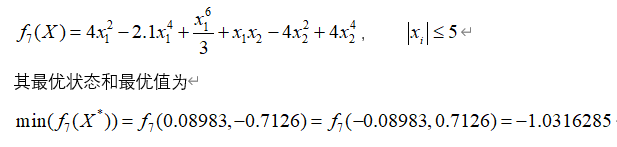 f₇(X) = 4x₁² − 2.1x₁⁴ + x₁⁶/3 + x₁x₂ − 4x₂² + 4x₂⁴ , |xᵢ| ≤ 5↵
其最优状态和最优值为↵
min(f₇(X*)) = f₇(0.08983,−0.7126) = f₇(−0.08983,0.7126) = −1.0316285